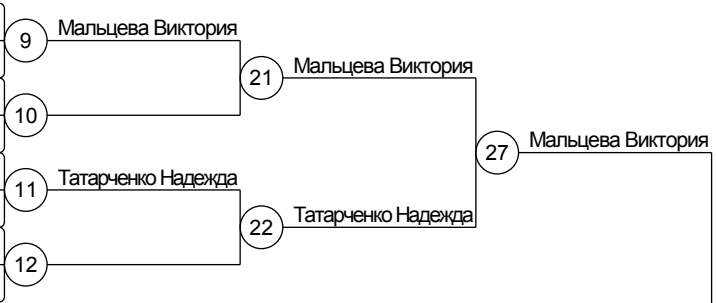 9 Мальцева Виктория
21 Мальцева Виктория
10
27 Мальцева Виктория
11 Татарченко Надежда
22 Татарченко Надежда
12